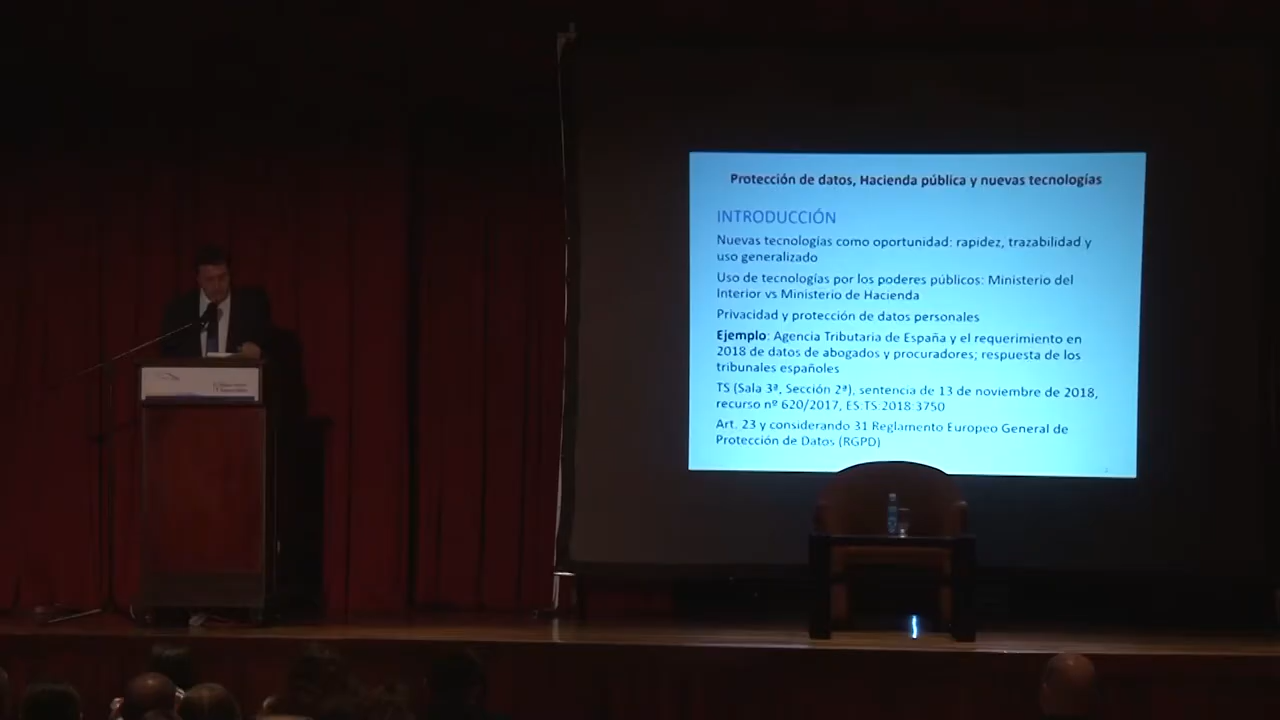 Protección de datos, Hacienda pública y nuevas tecnologías
INTRODUCCIÓN
Nuevas tecnologías como oportunidad: rapidez, trazabilidad y
uso generalizado
Uso de tecnologías por los poderes públicos: Ministerio del
Interior vs Ministerio de Hacienda
Privacidad y protección de datos personales
Ejemplo: Agencia Tributaria de España y el requerimiento en
2018 de datos de abogados y procuradores; respuesta de los
tribunales españoles
TS (Sala 3ª, Sección 2ª), sentencia de 13 de noviembre de 2018,
recurso nº 620/2017, ES:TS:2018:3750
Art. 23 y considerando 31 Reglamento Europeo General de
Protección de Datos (RGPD)